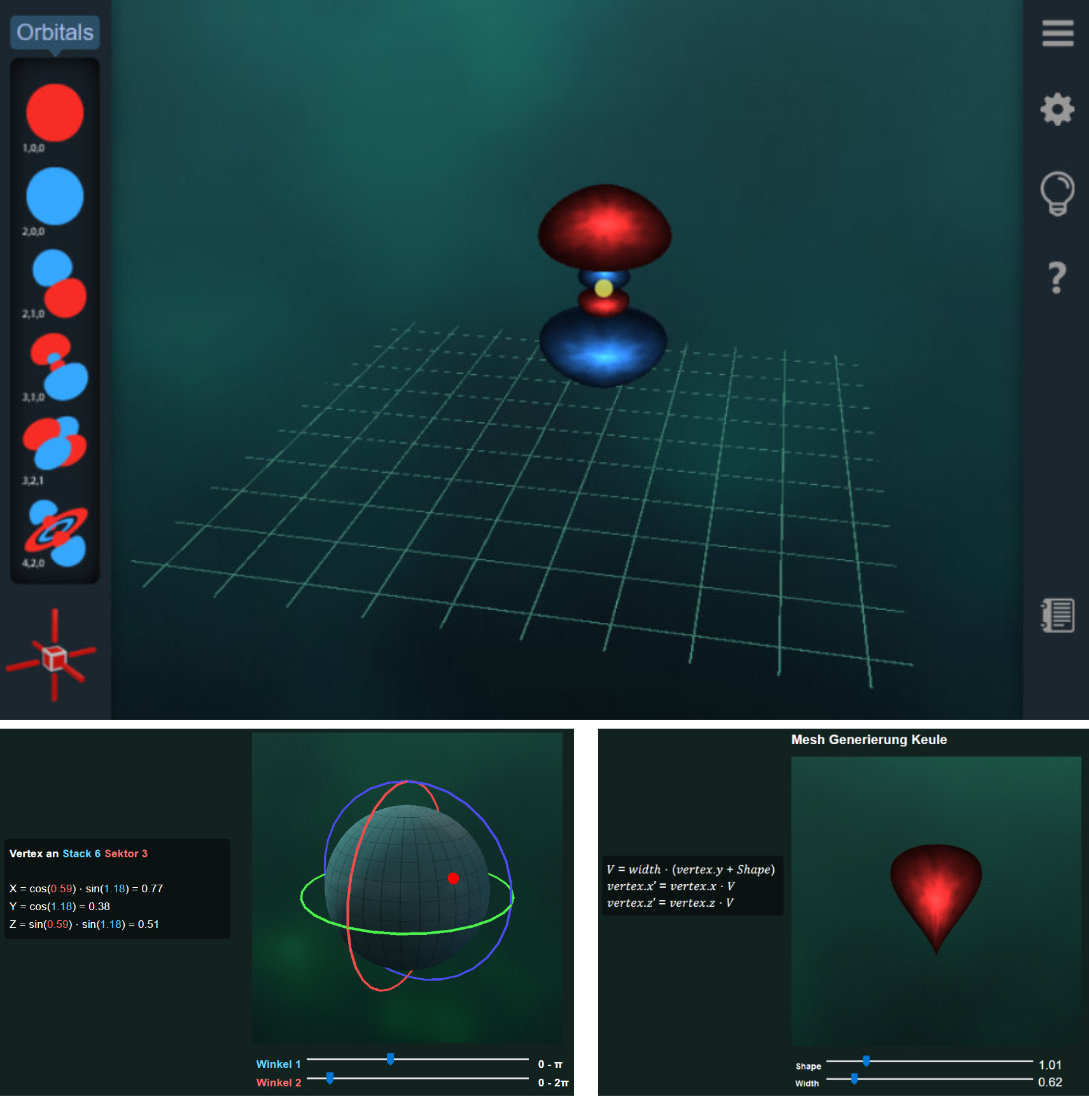 Orbitals
1,0,0
2,0,0
2,1,0
3,1,0
3,2,1
4,2,0
?
Vertex an Stack 6 Sektor 3
X = cos(0.59) · sin(1.18) = 0.77
Y = cos(1.18) = 0.38
Z = sin(0.59) · sin(1.18) = 0.51
Winkel 1 0 - π
Winkel 2 0 - 2π
Mesh Generierung Keule
V = width · (vertex.y + Shape)
vertex.x' = vertex.x · V
vertex.z' = vertex.z · V
Shape 1.01
Width 0.62